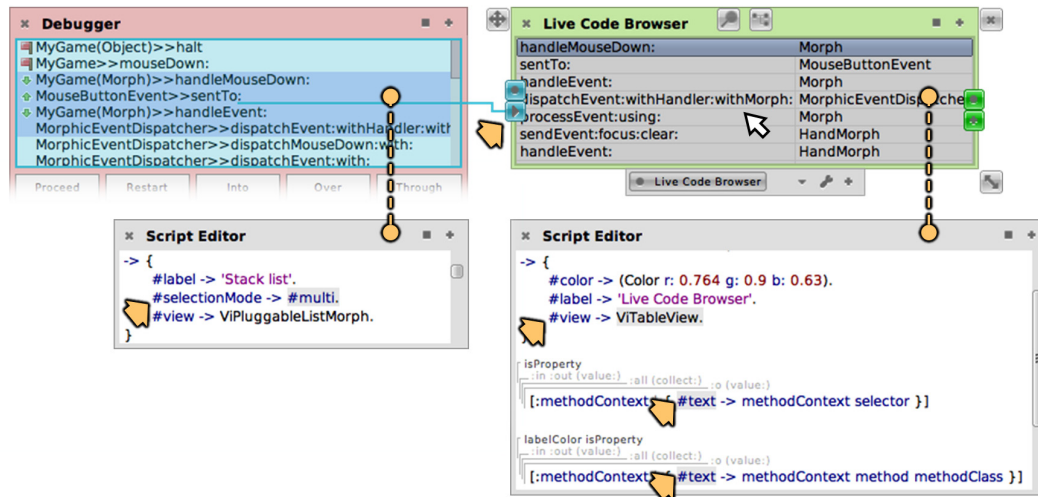 Debugger
MyGame(Object)>>halt
MyGame>>mouseDown:
MyGame(Morph)>>handleMouseDown:
MouseButtonEvent>>sentTo:
MyGame(Morph)>>handleEvent:
MorphicEventDispatcher>>dispatchEvent:withHandler:with
MorphicEventDispatcher>>dispatchMouseDown:with:
MorphicEventDispatcher>>dispatchEvent:with:
Proceed Restart Into Over Through
Live Code Browser
handleMouseDown: Morph
sentTo: MouseButtonEvent
handleEvent: Morph
dispatchEvent:withHandler:withMorph: MorphicEventDispatche
processEvent:using: Morph
sendEvent:focus:clear: HandMorph
handleEvent: HandMorph
Live Code Browser
Script Editor
-> {
#label -> 'Stack list'.
#selectionMode -> #multi.
#view -> ViPluggableListMorph.
}
Script Editor
-> {
#color -> (Color r: 0.764 g: 0.9 b: 0.63).
#label -> 'Live Code Browser'.
#view -> ViTableView.
isProperty
:in :out (value:) :all (collect:) :o (value:)
[:methodContext { #text -> methodContext selector }]
labelColor isProperty
:in :out (value:) :all (collect:) :o (value:)
[:methodContext { #text -> methodContext method methodClass }]